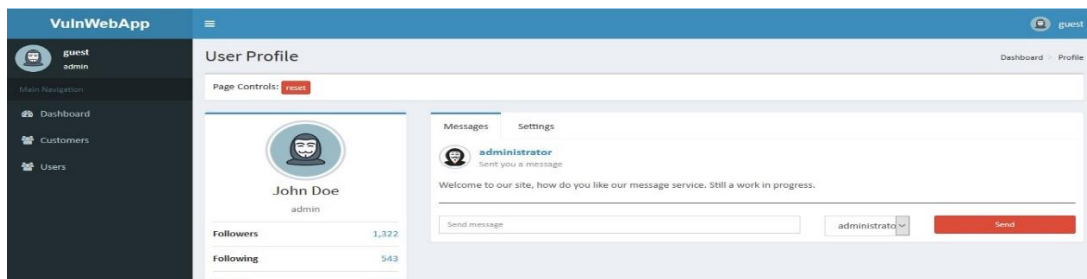 VulnWebApp
guest
guest
admin
Main Navigation
Dashboard
Customers
Users
User Profile
Dashboard > Profile
Page Controls: reset
John Doe
admin
Followers 1,322
Following 543
Messages Settings
administrator
Sent you a message
Welcome to our site, how do you like our message service. Still a work in progress.
Send message
administrato
Send